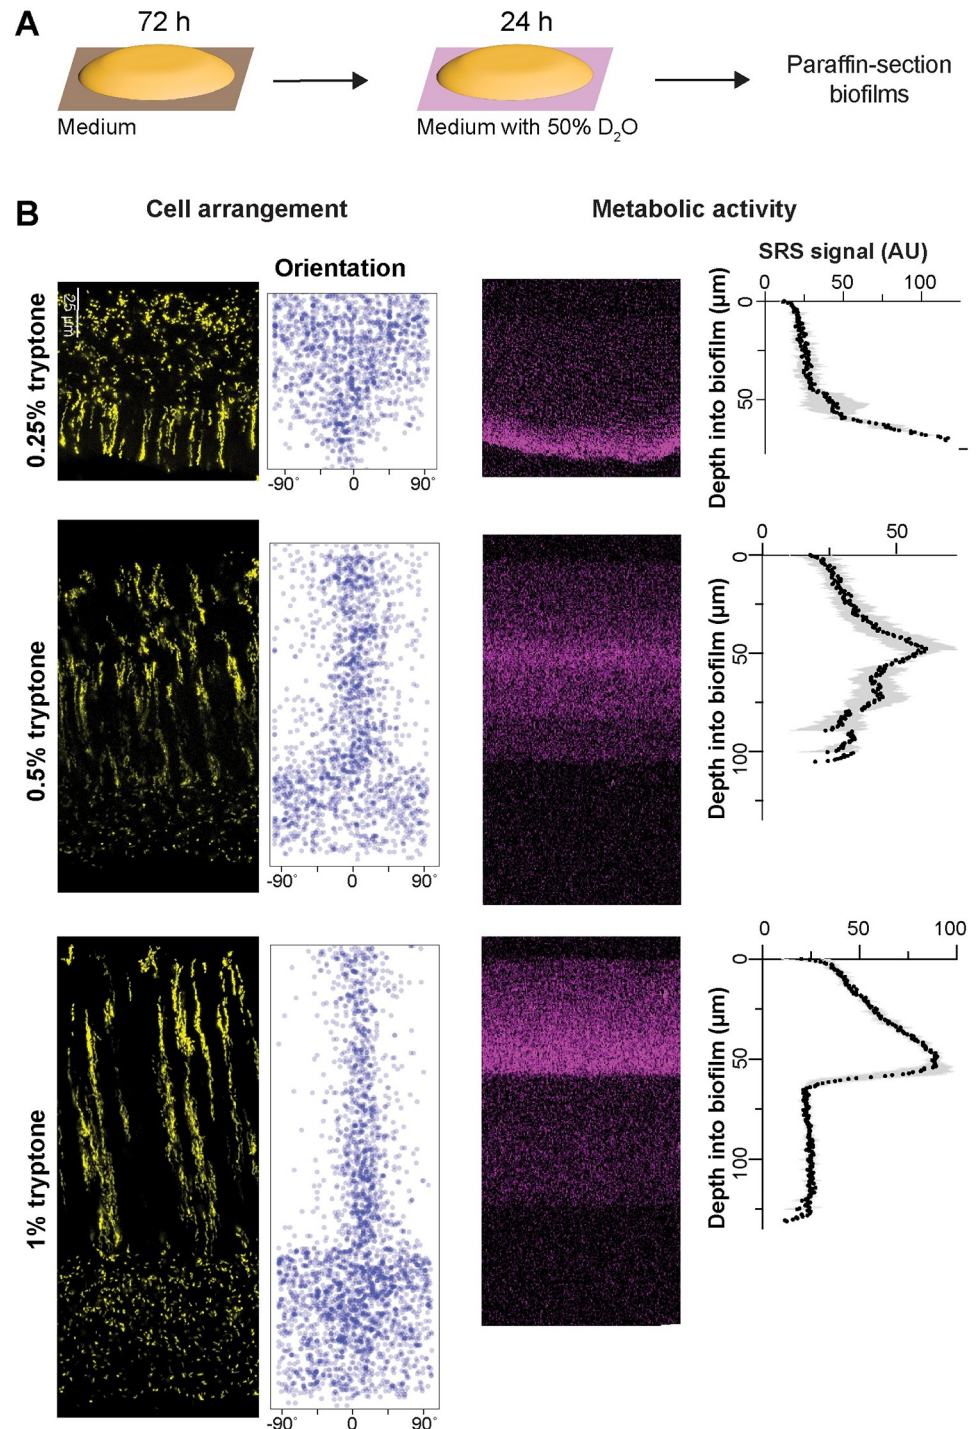 A
72 h
24 h
Medium
Medium with 50% D₂O
Paraffin-section
biofilms
B
Cell arrangement
Metabolic activity
Orientation
SRS signal (AU)
0.25% tryptone
25 µm
-90° 0 90°
0 50 100
Depth into biofilm (µm)
0
50
0.5% tryptone
-90° 0 90°
0 50
Depth into biofilm (µm)
0
50
100
1% tryptone
-90° 0 90°
0 50 100
Depth into biofilm (µm)
0
50
100